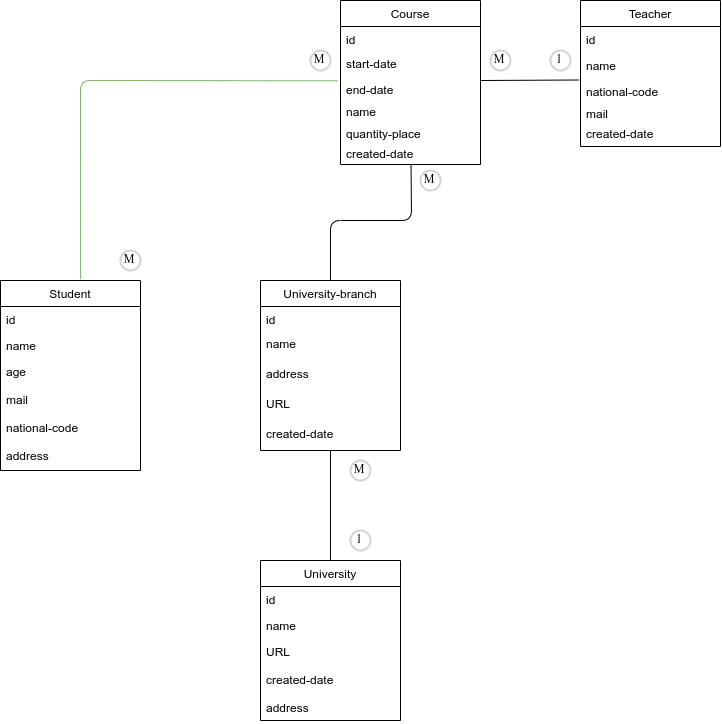 Course
id
start-date
end-date
name
quantity-place
created-date
Teacher
id
name
national-code
mail
created-date
M
M
1
M
M
Student
id
name
age
mail
national-code
address
University-branch
id
name
address
URL
created-date
M
1
University
id
name
URL
created-date
address